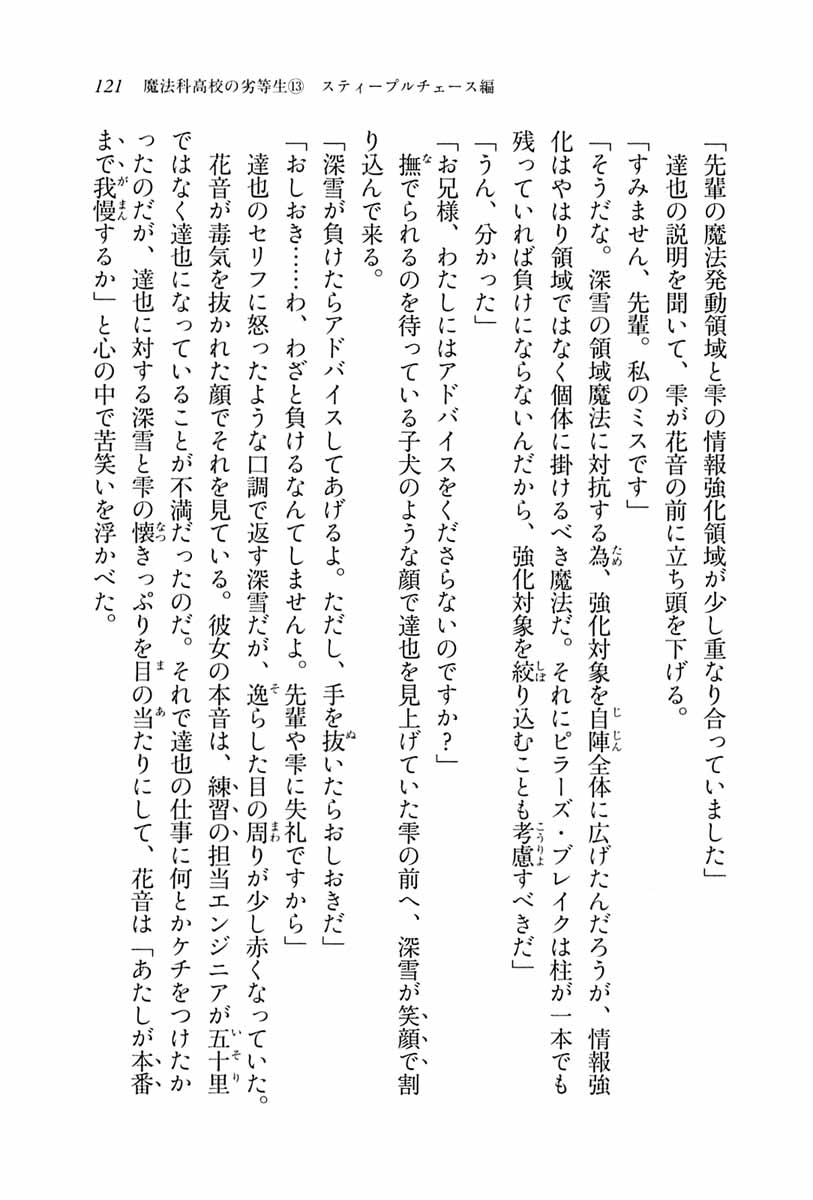 121 魔法科高校の劣等生⑬ スティープルチェース編
「先輩の魔法発動領域と雫の情報強化領域が少し重なり合っていました」
達也の説明を聞いて、雫が花音の前に立ち頭を下げる。
「すみません、先輩。私のミスです」
「そうだな。深雪の領域魔法に対抗する為、強化対象を自陣全体に広げたんだろうが、情報強
化はやはり領域ではなく個体に掛けるべき魔法だ。それにピラーズ・ブレイクは柱が一本でも
残っていれば負けにならないんだから、強化対象を絞り込むことも考慮すべきだ」
「うん、分かった」
「お兄様、わたしにはアドバイスをくださらないのですか?」
撫でられるのを待っている子犬のような顔で達也を見上げていた雫の前へ、深雪が笑顔で割
り込んで来る。
「深雪が負けたらアドバイスしてあげるよ。ただし、手を抜いたらおしおきだ」
「おしおき……わ、わざと負けるなんてしませんよ。先輩や雫に失礼ですから」
達也のセリフに怒ったような口調で返す深雪だが、逸らした目の周りが少し赤くなっていた。
花音が毒気を抜かれた顔でそれを見ている。彼女の本音は、練習の担当エンジニアが五十里
ではなく達也になっていることが不満だったのだ。それで達也の仕事に何とかケチをつけたか
ったのだが、達也に対する深雪と雫の懐きっぷりを目の当たりにして、花音は「あたしが本番
まで我慢するか」と心の中で苦笑いを浮かべた。